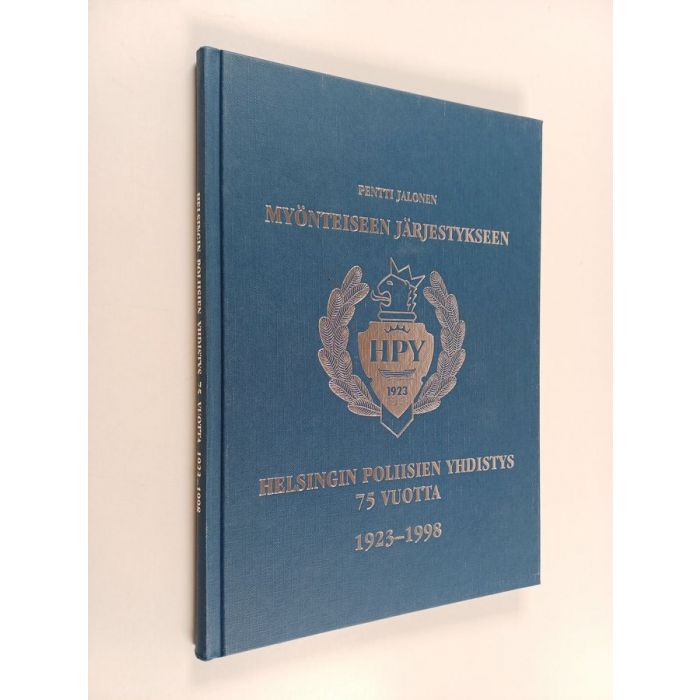 PENTTI JALONEN
MYÖNTEISEEN JÄRJESTYKSEEN
HPY
1923
HELSINGIN POLIISIEN YHDISTYS
75 VUOTTA
1923–1998
HELSINGIN POLIISIEN YHDISTYS 75 VUOTTA 1923–1998